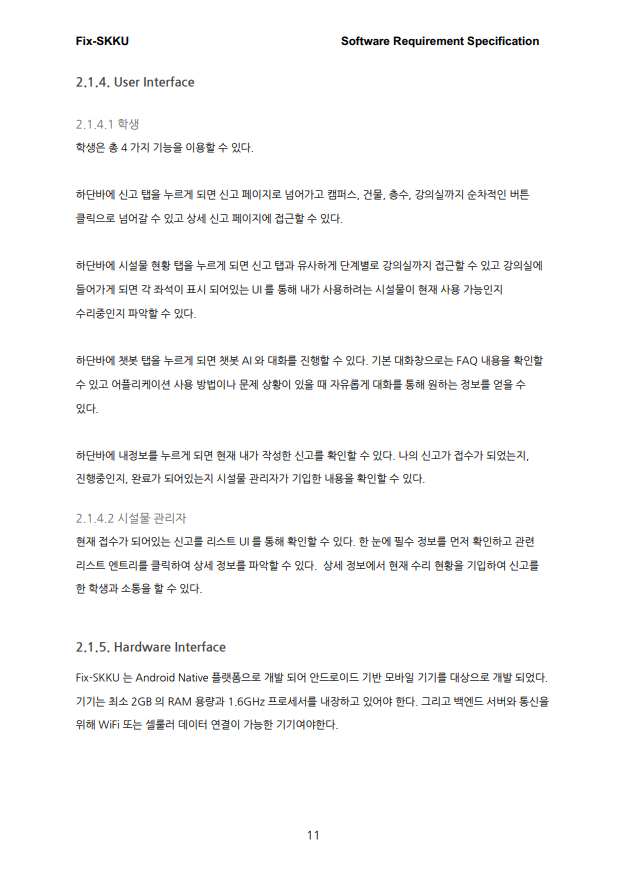 Fix-SKKU Software Requirement Specification
2.1.4. User Interface
2.1.4.1 학생
학생은 총 4 가지 기능을 이용할 수 있다.
하단바에 신고 탭을 누르게 되면 신고 페이지로 넘어가고 캠퍼스, 건물, 층수, 강의실까지 순차적인 버튼
클릭으로 넘어갈 수 있고 상세 신고 페이지에 접근할 수 있다.
하단바에 시설물 현황 탭을 누르게 되면 신고 탭과 유사하게 단계별로 강의실까지 접근할 수 있고 강의실에
들어가게 되면 각 좌석이 표시 되어있는 UI 를 통해 내가 사용하려는 시설물이 현재 사용 가능인지
수리중인지 파악할 수 있다.
하단바에 챗봇 탭을 누르게 되면 챗봇 AI 와 대화를 진행할 수 있다. 기본 대화창으로는 FAQ 내용을 확인할
수 있고 어플리케이션 사용 방법이나 문제 상황이 있을 때 자유롭게 대화를 통해 원하는 정보를 얻을 수
있다.
하단바에 내정보를 누르게 되면 현재 내가 작성한 신고를 확인할 수 있다. 나의 신고가 접수가 되었는지,
진행중인지, 완료가 되어있는지 시설물 관리자가 기입한 내용을 확인할 수 있다.
2.1.4.2 시설물 관리자
현재 접수가 되어있는 신고를 리스트 UI 를 통해 확인할 수 있다. 한 눈에 필수 정보를 먼저 확인하고 관련
리스트 엔트리를 클릭하여 상세 정보를 파악할 수 있다. 상세 정보에서 현재 수리 현황을 기입하여 신고를
한 학생과 소통을 할 수 있다.
2.1.5. Hardware Interface
Fix-SKKU 는 Android Native 플랫폼으로 개발 되어 안드로이드 기반 모바일 기기를 대상으로 개발 되었다.
기기는 최소 2GB 의 RAM 용량과 1.6GHz 프로세서를 내장하고 있어야 한다. 그리고 백엔드 서버와 통신을
위해 WiFi 또는 셀룰러 데이터 연결이 가능한 기기여야한다.
11